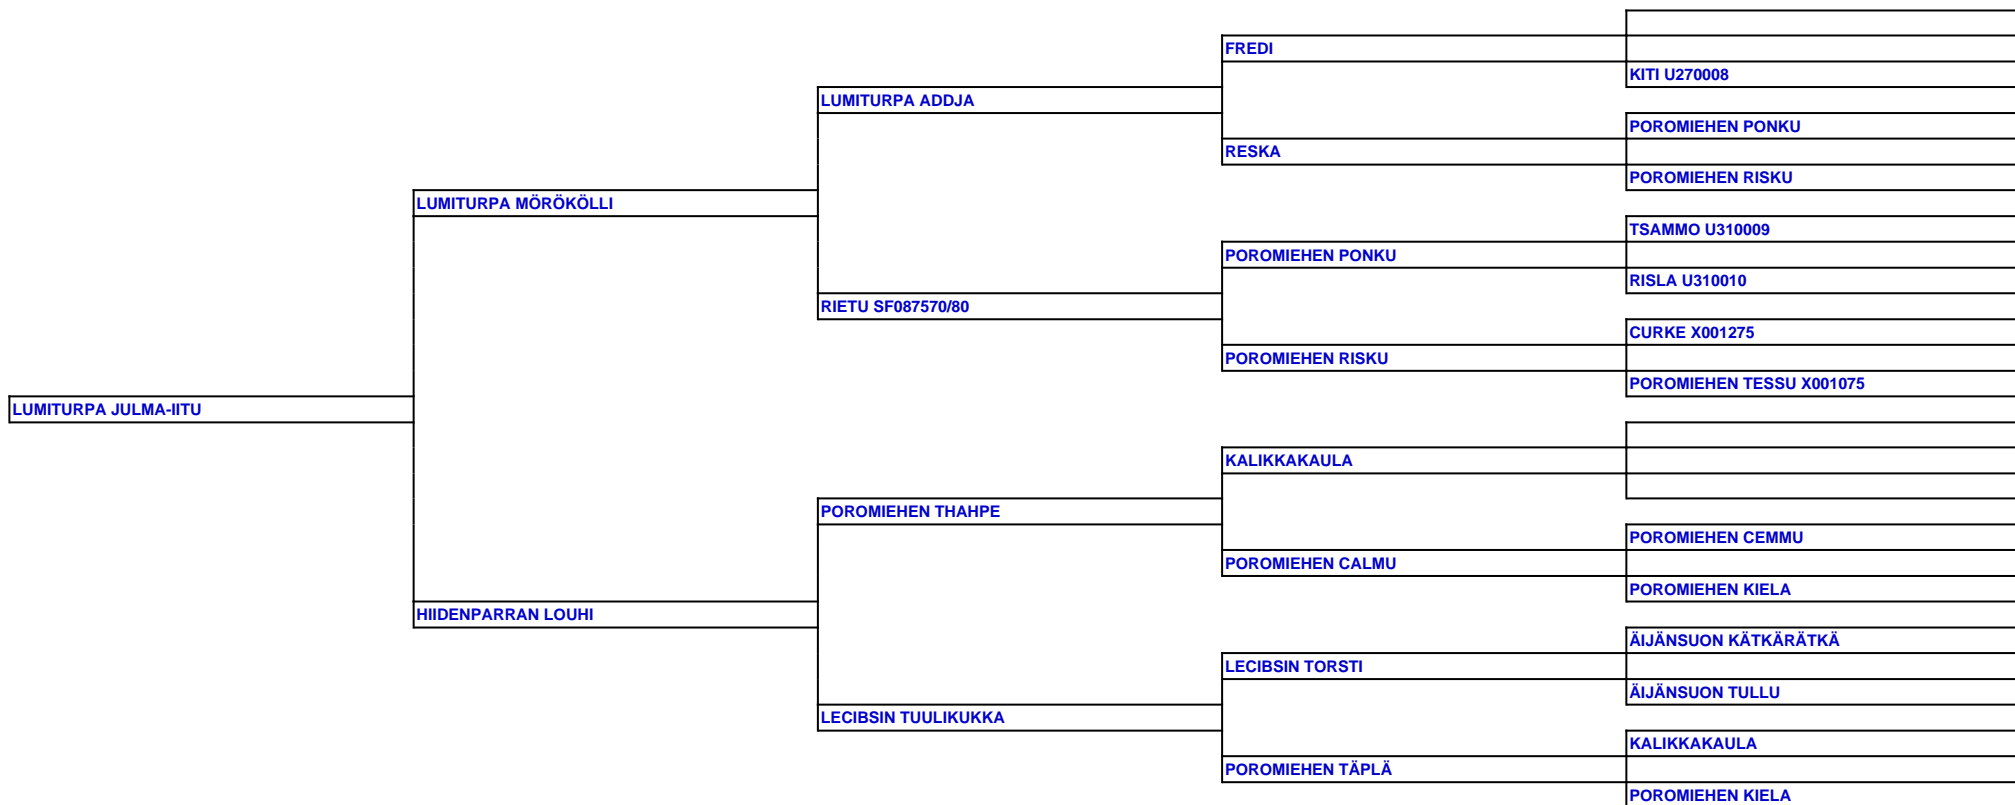 FREDI
KITI U270008
LUMITURPA ADDJA
POROMIEHEN PONKU
RESKA
POROMIEHEN RISKU
LUMITURPA MÖRÖKÖLLI
TSAMMO U310009
POROMIEHEN PONKU
RISLA U310010
RIETU SF087570/80
CURKE X001275
POROMIEHEN RISKU
POROMIEHEN TESSU X001075
LUMITURPA JULMA-IITU
KALIKKAKAULA
POROMIEHEN THAHPE
POROMIEHEN CEMMU
POROMIEHEN CALMU
POROMIEHEN KIELA
HIIDENPARRAN LOUHI
ÄIJÄNSUON KÄTKÄRÄTKÄ
LECIBSIN TORSTI
ÄIJÄNSUON TULLU
LECIBSIN TUULIKUKKA
KALIKKAKAULA
POROMIEHEN TÄPLÄ
POROMIEHEN KIELA